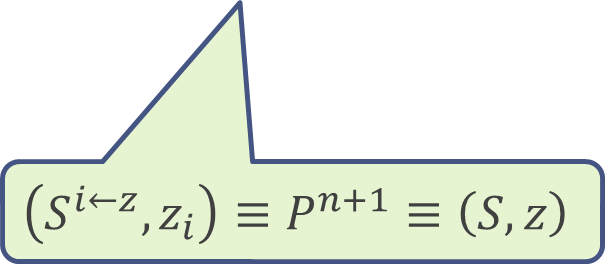 (S^{i←z}, z_i) ≡ P^{n+1} ≡ (S, z)